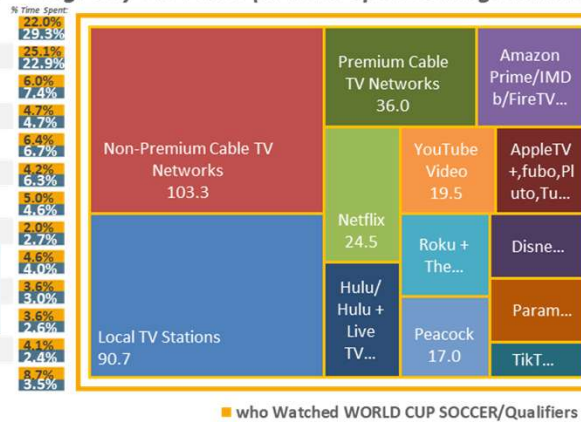 % Time Spent:
22.0%
29.3%
25.1%
22.9%
6.0%
7.4%
4.7%
4.7%
6.4%
6.7%
4.2%
6.3%
5.0%
4.6%
2.0%
2.7%
4.6%
4.0%
3.6%
3.0%
3.6%
2.6%
4.1%
2.4%
8.7%
3.5%
Non-Premium Cable TV
Networks
103.3
Local TV Stations
90.7
Premium Cable
TV Networks
36.0
Amazon
Prime/IMD
b/FireTV...
Netflix
24.5
YouTube
Video
19.5
AppleTV
+,fubo,Pl
uto,Tu...
Roku +
The...
Disne...
Hulu/
Hulu +
Live
TV...
Peacock
17.0
Param...
TikT...
who Watched WORLD CUP SOCCER/Qualifiers